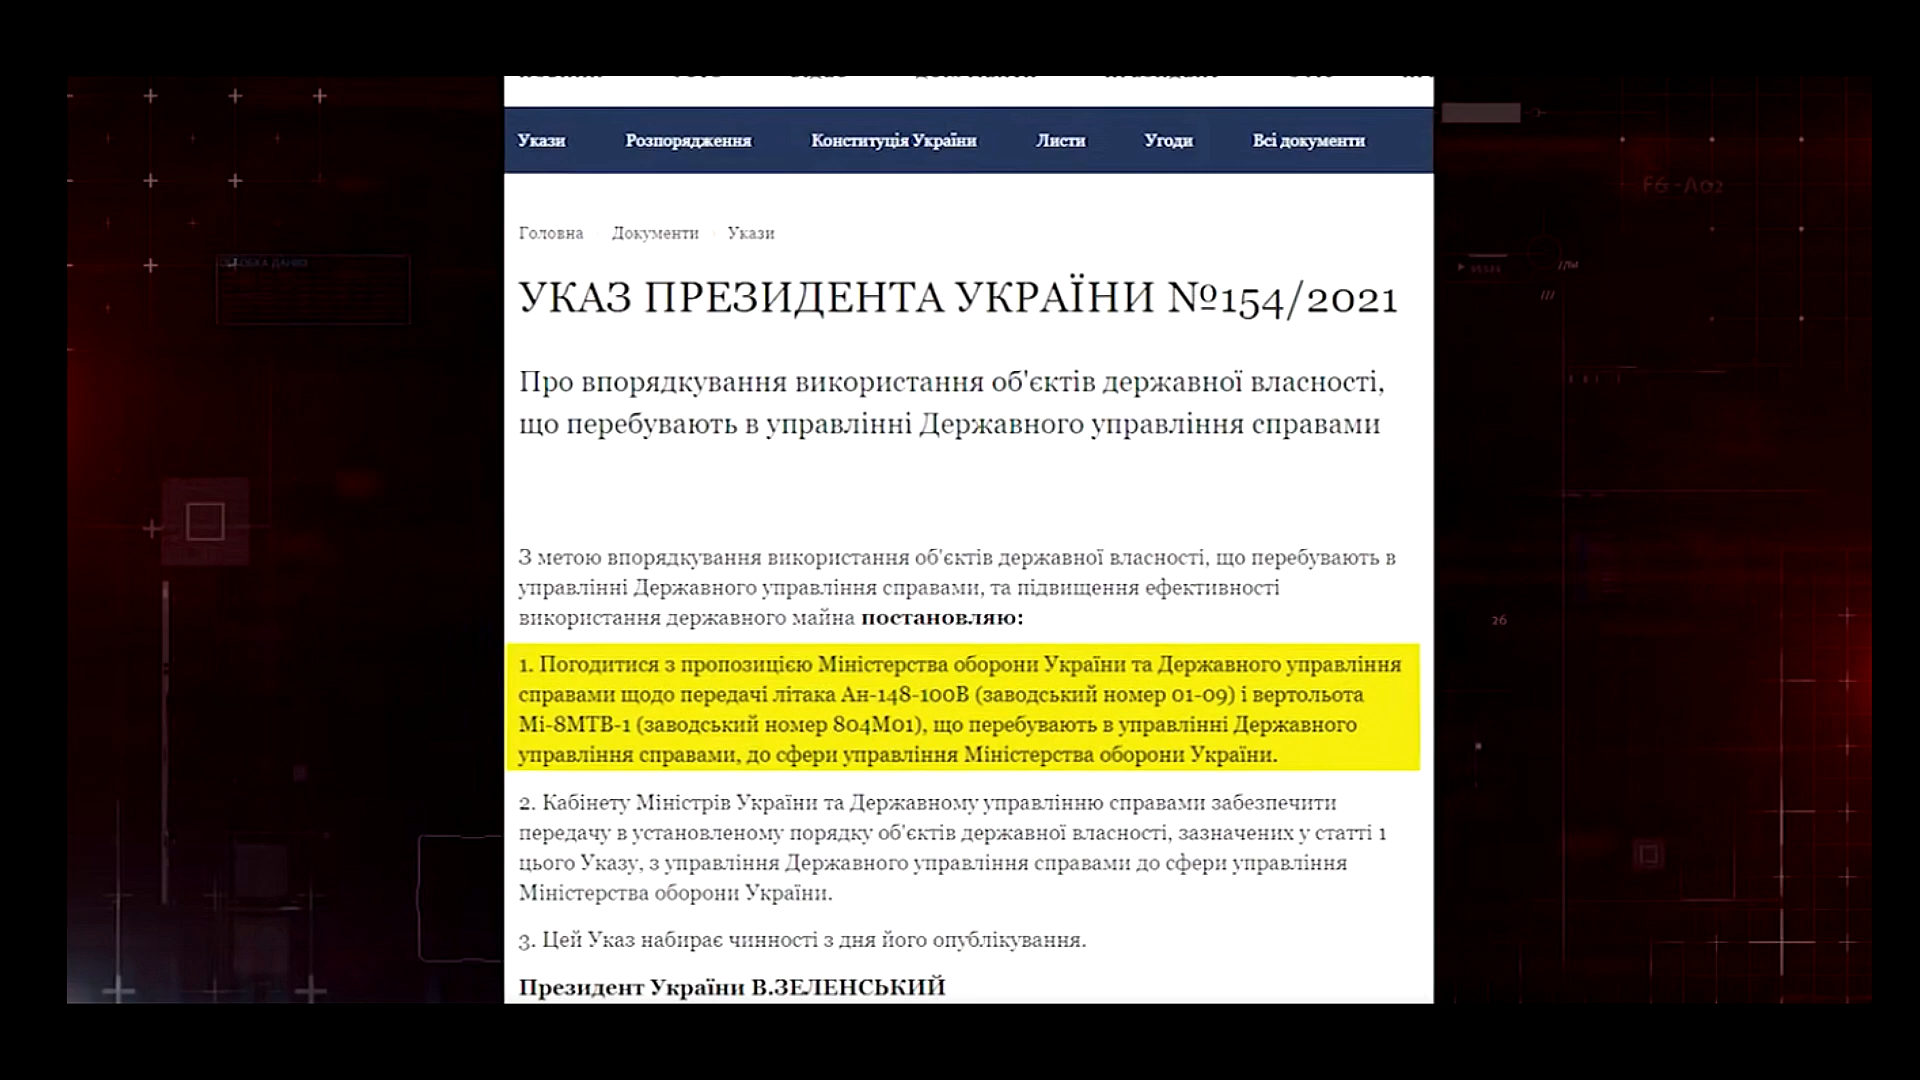 Укази Розпорядження Конституція України Листи Угоди Всі документи
Головна Документи Укази
УКАЗ ПРЕЗИДЕНТА УКРАЇНИ №154/2021
Про впорядкування використання об'єктів державної власності,
що перебувають в управлінні Державного управління справами
З метою впорядкування використання об'єктів державної власності, що перебувають в
управлінні Державного управління справами, та підвищення ефективності
використання державного майна постановляю:
1. Погодитися з пропозицією Міністерства оборони України та Державного управління
справами щодо передачі літака Ан-148-100В (заводський номер 01-09) і вертольота
Мі-8МТВ-1 (заводський номер 804М01), що перебувають в управлінні Державного
управління справами, до сфери управління Міністерства оборони України.
2. Кабінету Міністрів України та Державному управлінню справами забезпечити
передачу в установленому порядку об'єктів державної власності, зазначених у статті 1
цього Указу, з управління Державного управління справами до сфери управління
Міністерства оборони України.
3. Цей Указ набирає чинності з дня його опублікування.
Президент України В.ЗЕЛЕНСЬКИЙ
F6-A02
26